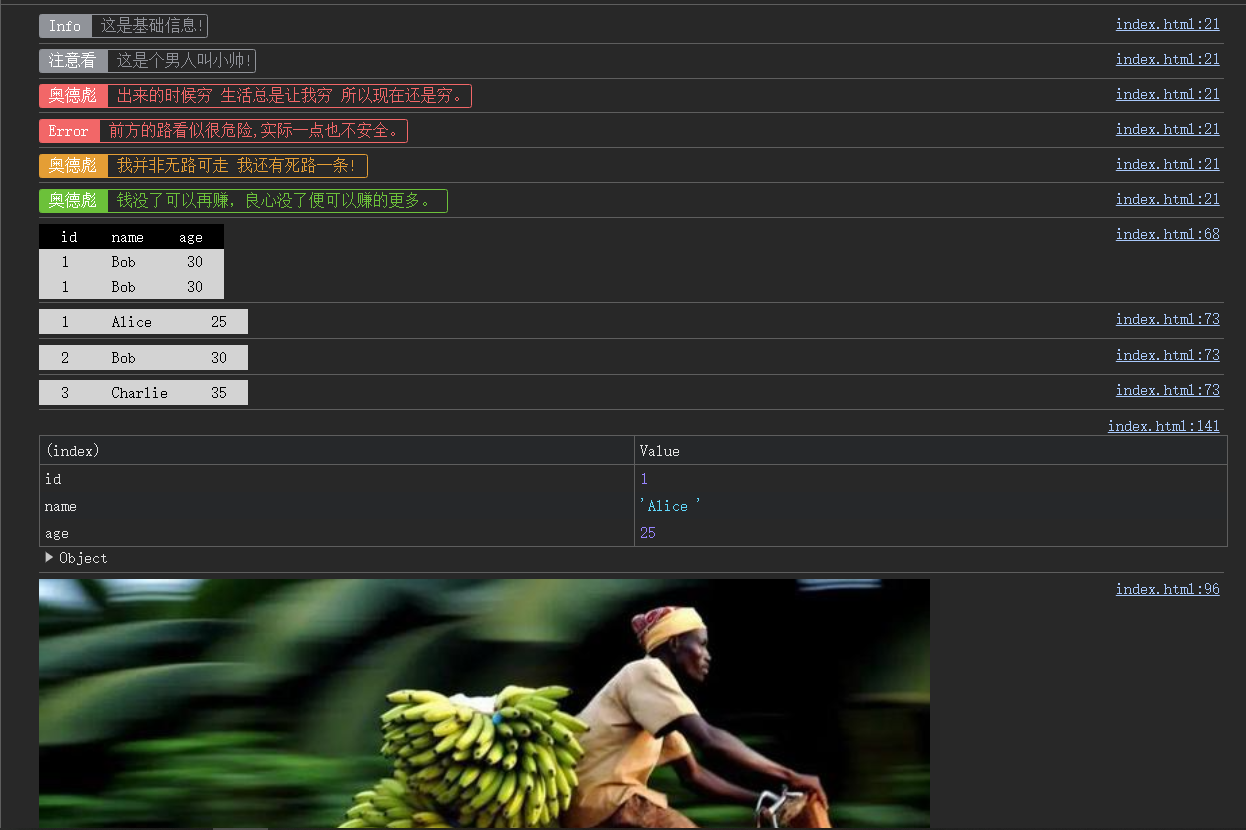 Info 这是基础信息! index.html:21
注意看 这是个男人叫小帅! index.html:21
奥德彪 出来的时候穷 生活总是让我穷 所以现在还是穷。 index.html:21
Error 前方的路看似很危险,实际一点也不安全。 index.html:21
奥德彪 我并非无路可走 我还有死路一条! index.html:21
奥德彪 钱没了可以再赚，良心没了便可以赚的更多。 index.html:21
id name age index.html:68
1 Bob 30
1 Bob 30
1 Alice 25 index.html:73
2 Bob 30 index.html:73
3 Charlie 35 index.html:73
index.html:141
(index) Value
id 1
name 'Alice '
age 25
Object
index.html:96